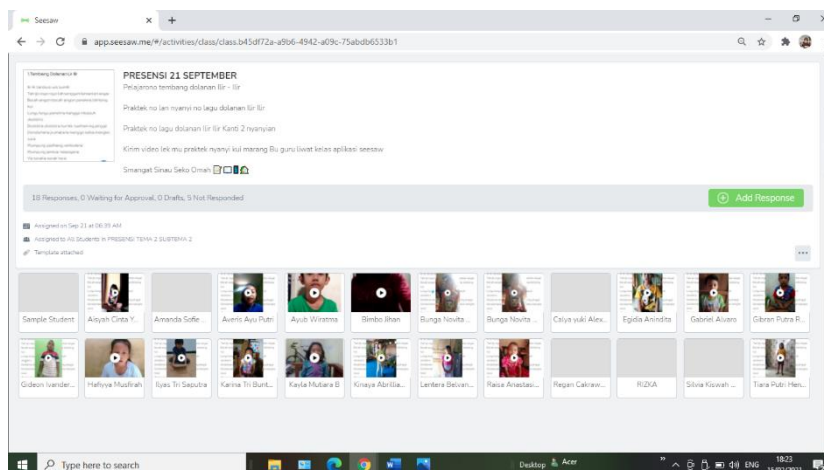 Seesaw
app.seesaw.me/#/activities/class/class.b45df72a-a9b6-4942-a09c-75abdb6533b1
PRESENSI 21 SEPTEMBER
Pelajarono tembang dolanan Ilir - Ilir
Praktek no lan nyanyi no lagu dolanan Ilir Ilir
Praktek no lagu dolanan Ilir Ilir Kanti 2 nyanyian
Kirim video lek mu praktek nyanyi kui marang Bu guru liwat kelas aplikasi seesaw
Smangat Sinau Seko Omah
18 Responses, 0 Waiting for Approval, 0 Drafts, 5 Not Responded
Add Response
Assigned on Sep 21 at 06:35 AM
Assigned to All Students in PRESENSI TEMA 2 SUBTEMA 2
Template attached
Sample Student Aisyah Cinta Y... Amanda Sofie... Averis Ayu Putri Ayub Wiratma Bimbo Jihan Bunga Novita... Bunga Novita... Calya yuki Alex... Egidia Anindita Gabriel Alvaro Gibran Putra R...
Gideon Ivander... Hafiyya Musfirah Ilyas Tri Saputra Karina Tri Bunt... Kayla Mutiara B Kinaya Abrillia... Lentera Belvan... Raisa Anastasi... Regan Cakraw... RIZKA Silvia Kiswah ... Tiara Putri Hen...
Type here to search
Desktop Acer
ENG
18:23